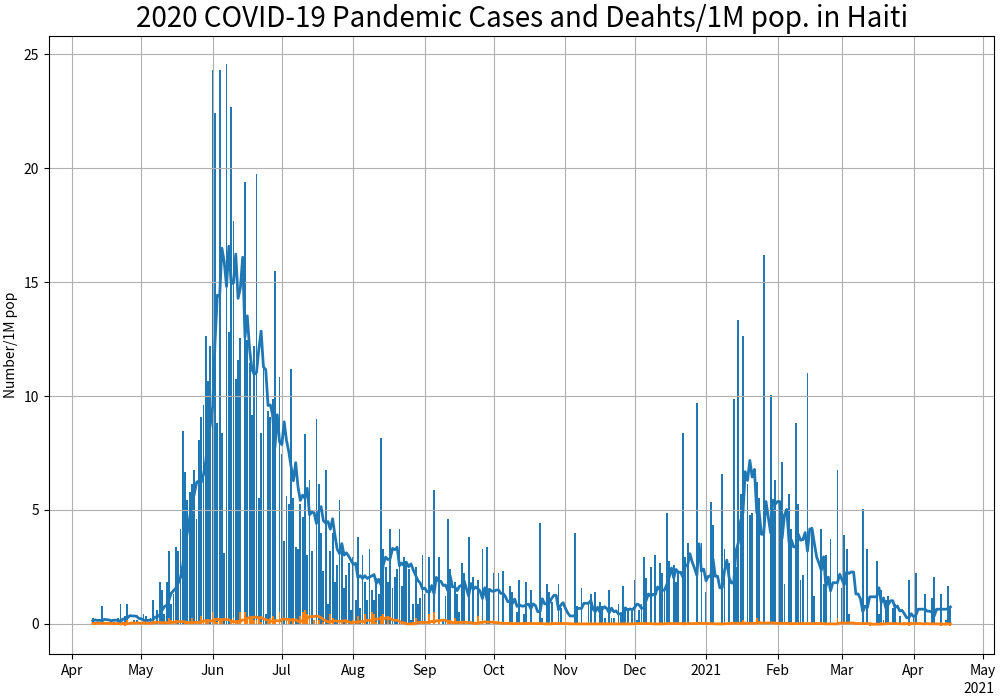 2020 COVID-19 Pandemic Cases and Deahts/1M pop. in Haiti
Number/1M pop
25
20
15
10
5
0
Apr May Jun Jul Aug Sep Oct Nov Dec 2021 Feb Mar Apr May
2021